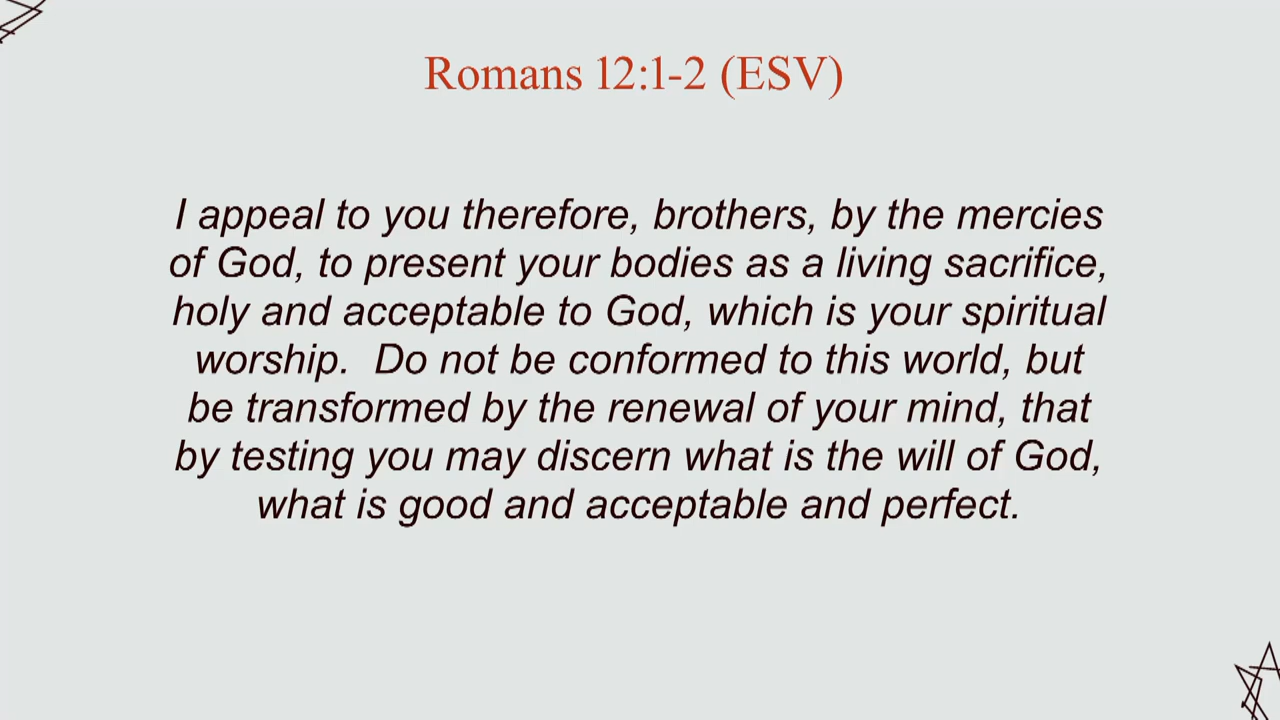 Romans 12:1-2 (ESV)
I appeal to you therefore, brothers, by the mercies
of God, to present your bodies as a living sacrifice,
holy and acceptable to God, which is your spiritual
worship.  Do not be conformed to this world, but
be transformed by the renewal of your mind, that
by testing you may discern what is the will of God,
what is good and acceptable and perfect.